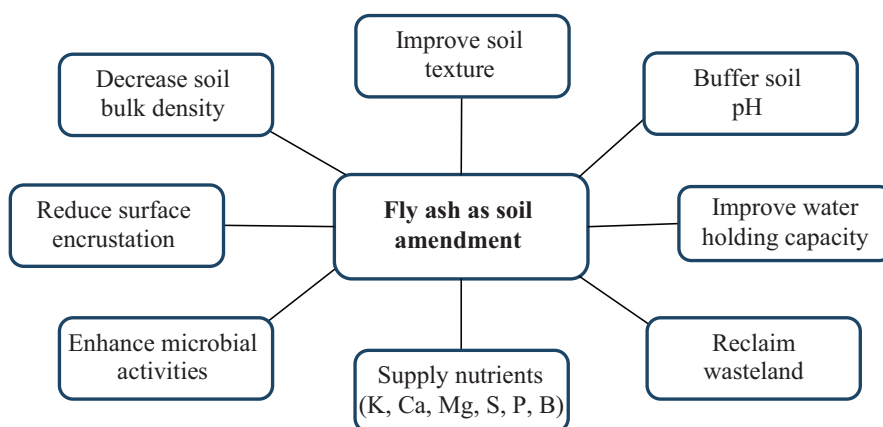 Improve soil
texture
Decrease soil
bulk density
Buffer soil
pH
Reduce surface
encrustation
Fly ash as soil
amendment
Improve water
holding capacity
Enhance microbial
activities
Supply nutrients
(K, Ca, Mg, S, P, B)
Reclaim
wasteland